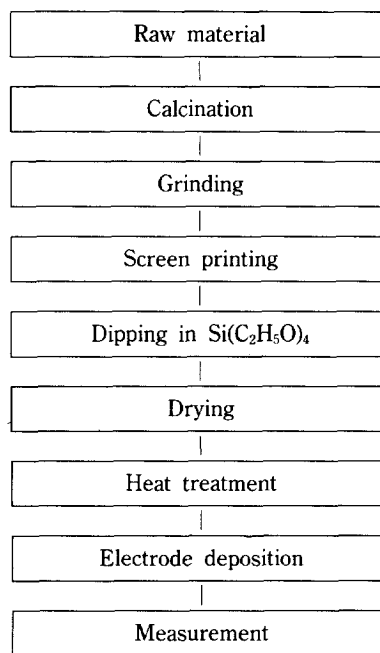 Raw material
Calcination
Grinding
Screen printing
Dipping in Si(C₂H₅O)₄
Drying
Heat treatment
Electrode deposition
Measurement